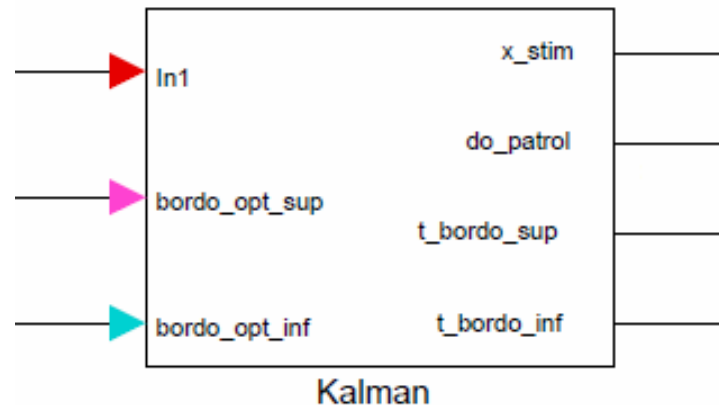 x_stim
In1
do_patrol
bordo_opt_sup
t_bordo_sup
bordo_opt_inf
t_bordo_inf
Kalman